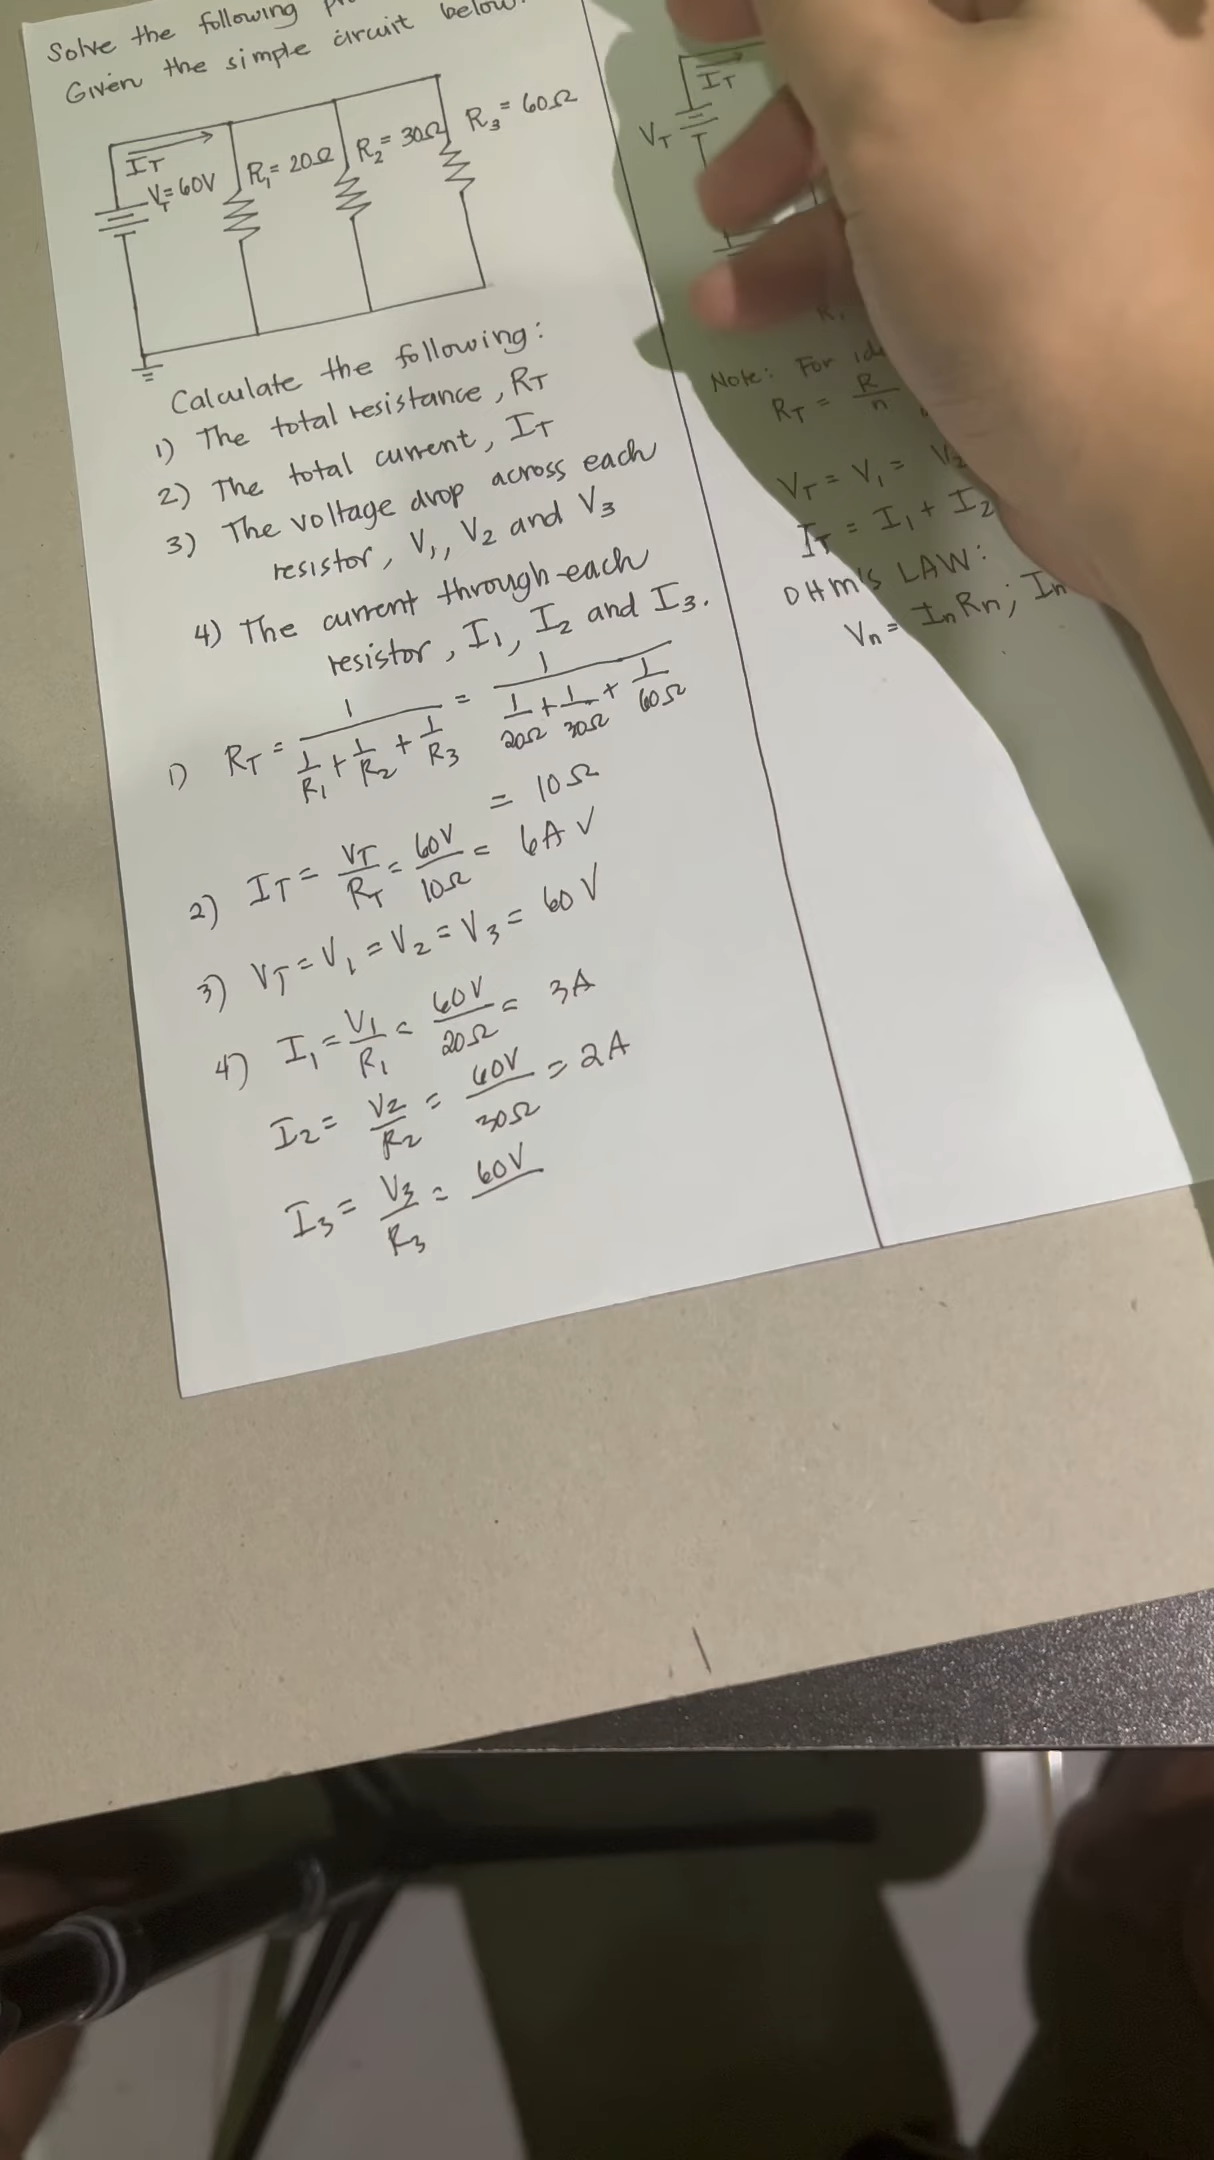 Solve the following
Given the simple circuit below.
IT
VT=60V
R1=20Ω
R2=30Ω
R3=60Ω
Calculate the following:
1) The total resistance, RT
2) The total current, IT
3) The voltage drop across each
resistor, V1, V2 and V3
4) The current through each
resistor, I1, I2 and I3.
1) RT = 1/(1/R1 + 1/R2 + 1/R3) = 1/(1/20Ω + 1/30Ω + 1/60Ω)
= 10Ω
2) IT = VT/RT = 60V/10Ω = 6A V
3) VT = V1 = V2 = V3 = 60V
4) I1 = V1/R1 = 60V/20Ω = 3A
I2 = V2/R2 = 60V/30Ω = 2A
I3 = V3/R3 = 60V
IT
VT
Note: For
RT = R/n
VT = V1 = V2
IT = I1 + I2
OHM'S LAW:
Vn = InRn; In